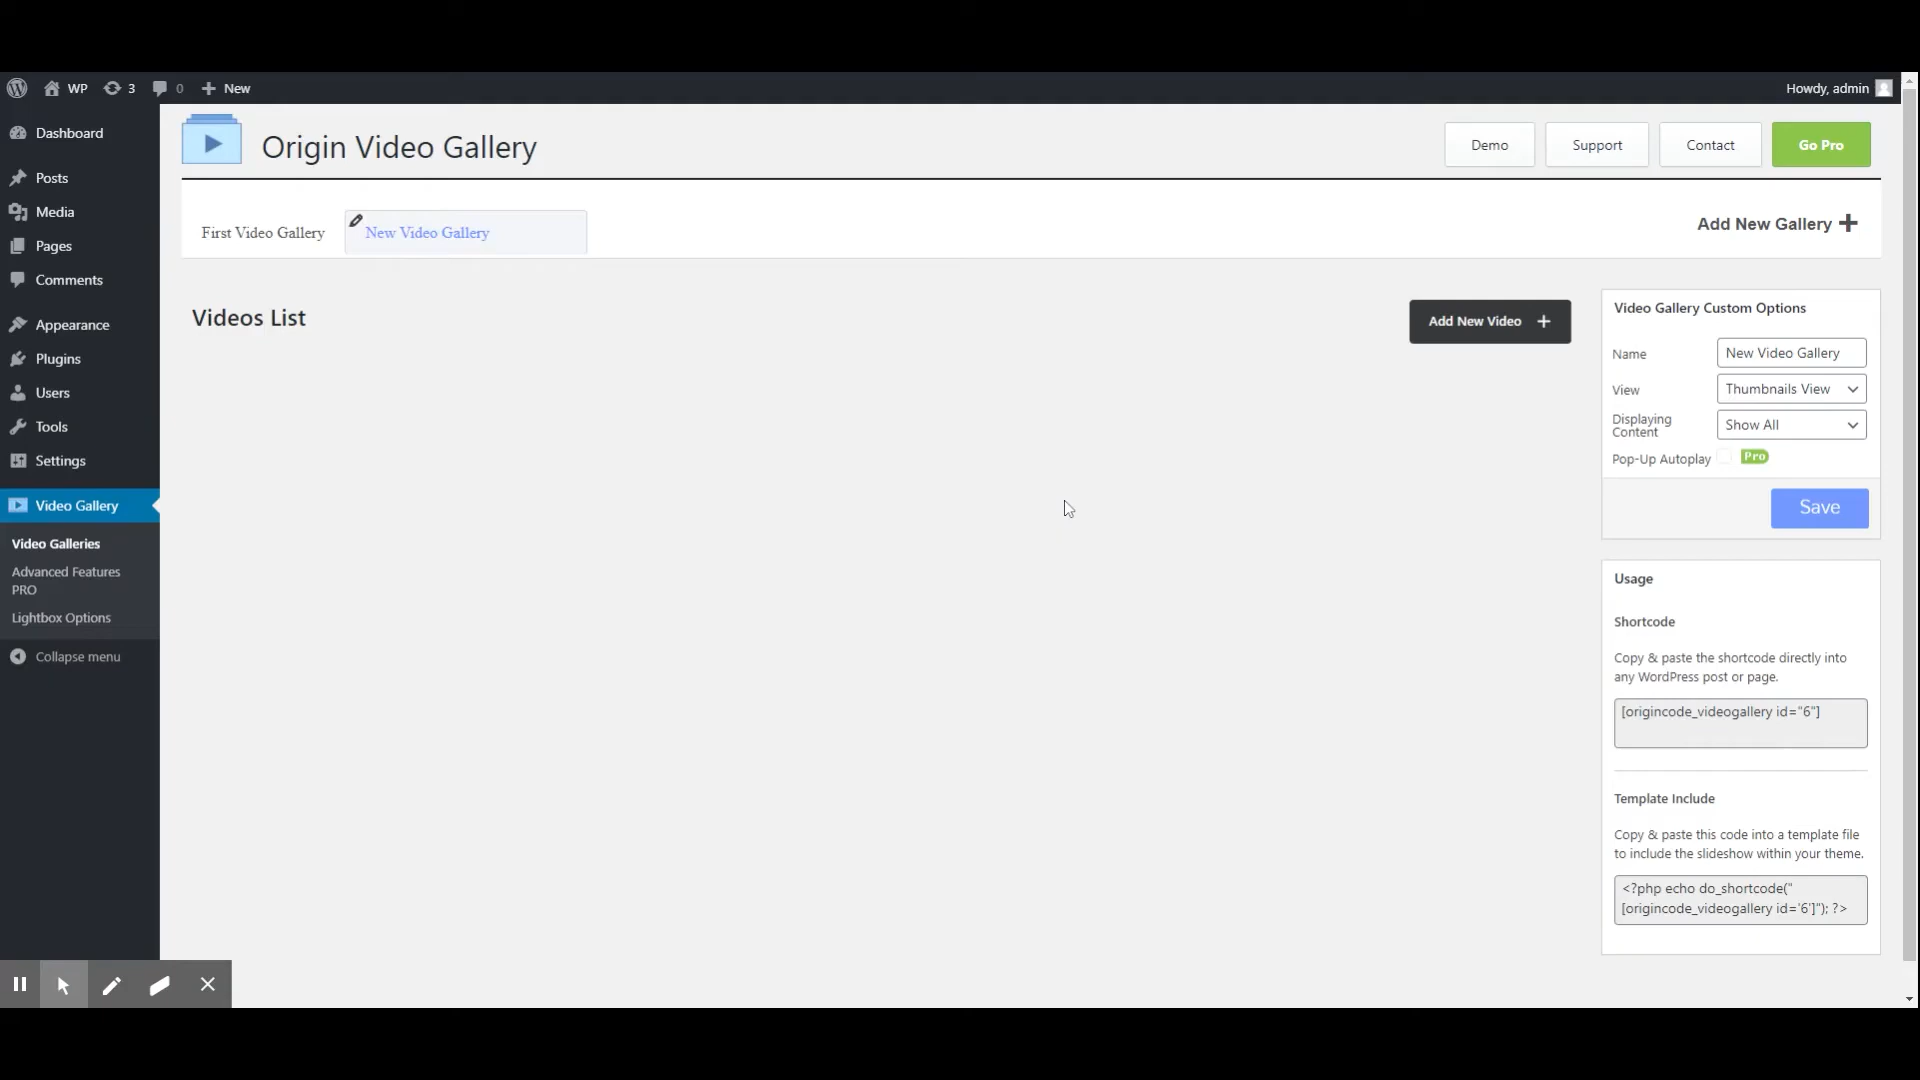 WP 3 0 New Howdy, admin
Dashboard
Posts
Media
Pages
Comments
Appearance
Plugins
Users
Tools
Settings
Video Gallery
Video Galleries
Advanced Features
PRO
Lightbox Options
Collapse menu
Origin Video Gallery
Demo
Support
Contact
Go Pro
First Video Gallery
New Video Gallery
Add New Gallery
Videos List
Add New Video
Video Gallery Custom Options
Name New Video Gallery
View Thumbnails View
Displaying
Content
Show All
Pop-Up Autoplay Pro
Save
Usage
Shortcode
Copy & paste the shortcode directly into
any WordPress post or page.
[origincode_videogallery id="6"]
Template Include
Copy & paste this code into a template file
to include the slideshow within your theme.
<?php echo do_shortcode("
[origincode_videogallery id='6']"); ?>